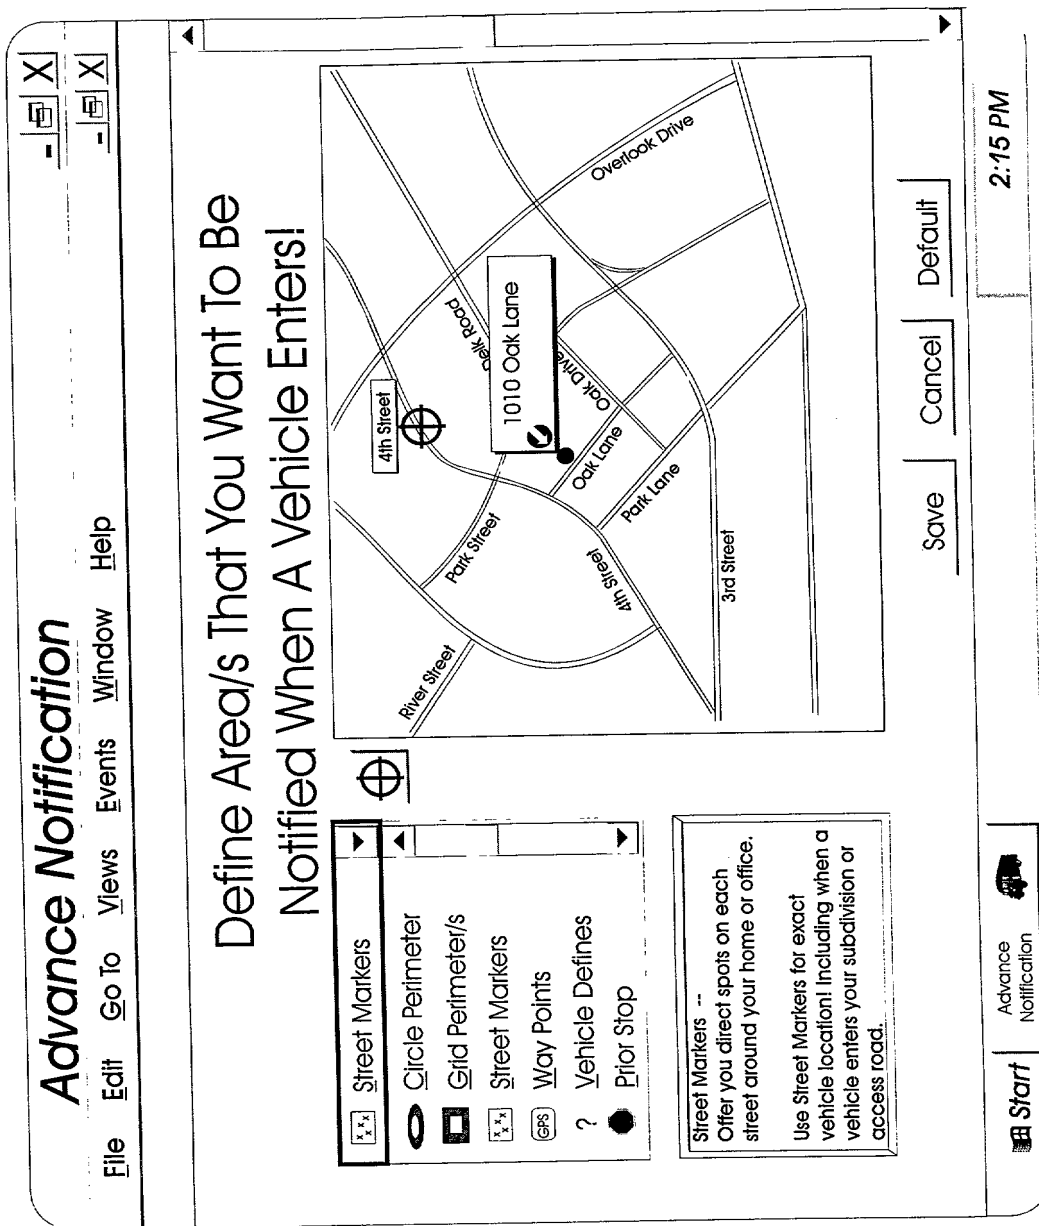 Advance Notification
File Edit Go To Views Events Window Help
Define Area/s That You Want To Be
Notified When A Vehicle Enters!
Street Markers
Circle Perimeter
Grid Perimeter/s
Street Markers
GPS Way Points
? Vehicle Defines
Prior Stop
Street Markers --
Offer you direct spots on each
street around your home or office.
Use Street Markers for exact
vehicle location! Including when a
vehicle enters your subdivision or
access road.
River Street
Park Street
4th Street
4th Street
1010 Oak Lane
Oak Lane
Oak Drive
Park Lane
3rd Street
Road
Overlook Drive
Save Cancel Default
Start
Advance
Notification
2:15 PM